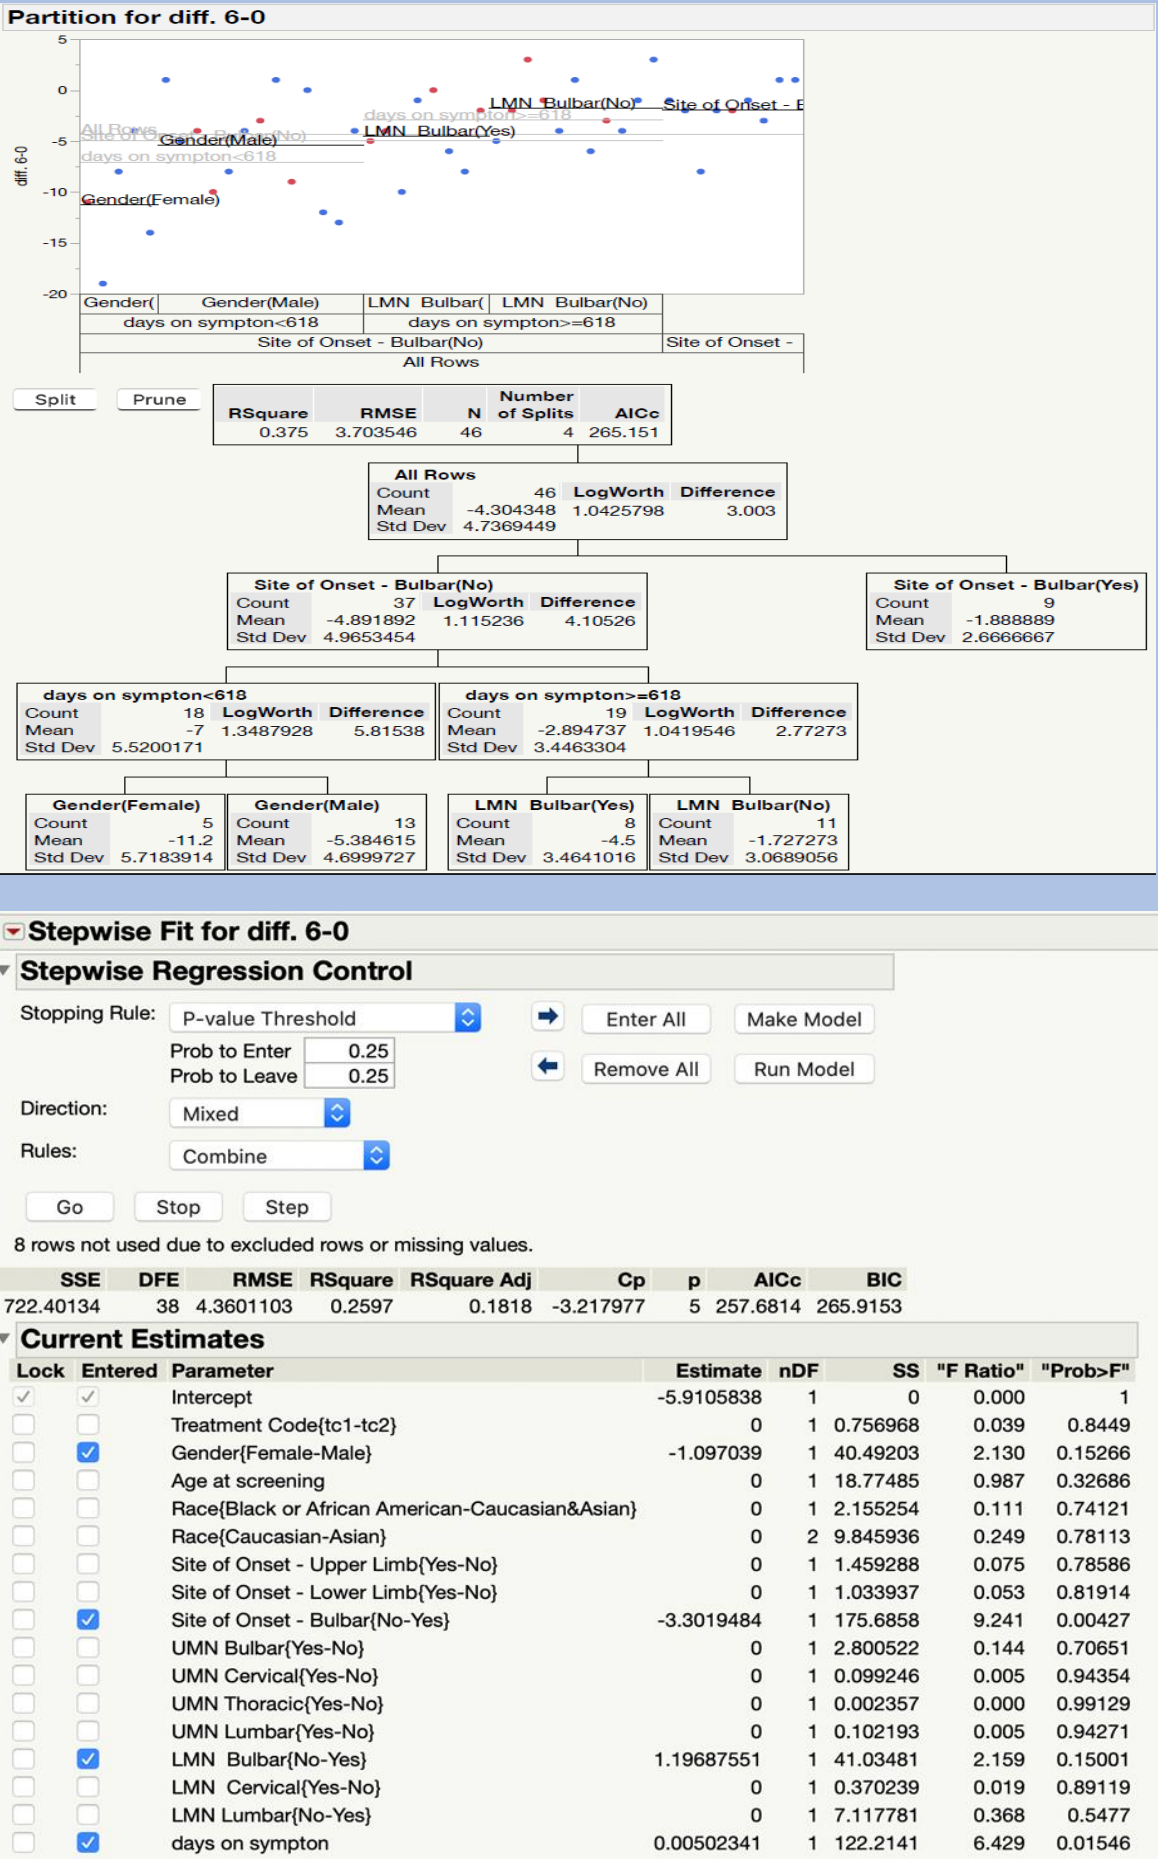 Partition for diff. 6-0
5
0
-5
-10
-15
-20
diff. 6-0
All Rows
Site of Onset - Bulbar(No)
days on sympton<618
Gender(Female)
Gender(Male)
days on sympton>=618
LMN Bulbar(Yes)
LMN Bulbar(No)
Site of Onset - E
Gender( Gender(Male) LMN Bulbar( LMN Bulbar(No)
days on sympton<618 days on sympton>=618
Site of Onset - Bulbar(No) Site of Onset -
All Rows
Split Prune
RSquare RMSE N Number of Splits AICc
0.375 3.703546 46 4 265.151
All Rows
Count 46 LogWorth Difference
Mean -4.304348 1.0425798 3.003
Std Dev 4.7369449
Site of Onset - Bulbar(No)
Count 37 LogWorth Difference
Mean -4.891892 1.115236 4.10526
Std Dev 4.9653454
Site of Onset - Bulbar(Yes)
Count 9
Mean -1.888889
Std Dev 2.6666667
days on sympton<618
Count 18 LogWorth Difference
Mean -7 1.3487928 5.81538
Std Dev 5.5200171
days on sympton>=618
Count 19 LogWorth Difference
Mean -2.894737 1.0419546 2.77273
Std Dev 3.4463304
Gender(Female)
Count 5
Mean -11.2
Std Dev 5.7183914
Gender(Male)
Count 13
Mean -5.384615
Std Dev 4.6999727
LMN Bulbar(Yes)
Count 8
Mean -4.5
Std Dev 3.4641016
LMN Bulbar(No)
Count 11
Mean -1.727273
Std Dev 3.0689056
Stepwise Fit for diff. 6-0
Stepwise Regression Control
Stopping Rule: P-value Threshold Enter All Make Model
Prob to Enter 0.25
Prob to Leave 0.25 Remove All Run Model
Direction: Mixed
Rules: Combine
Go Stop Step
8 rows not used due to excluded rows or missing values.
SSE DFE RMSE RSquare RSquare Adj Cp p AICc BIC
722.40134 38 4.3601103 0.2597 0.1818 -3.217977 5 257.6814 265.9153
Current Estimates
Lock Entered Parameter Estimate nDF SS "F Ratio" "Prob>F"
Intercept -5.9105838 1 0 0.000 1
Treatment Code{tc1-tc2} 0 1 0.756968 0.039 0.8449
Gender{Female-Male} -1.097039 1 40.49203 2.130 0.15266
Age at screening 0 1 18.77485 0.987 0.32686
Race{Black or African American-Caucasian&Asian} 0 1 2.155254 0.111 0.74121
Race{Caucasian-Asian} 0 2 9.845936 0.249 0.78113
Site of Onset - Upper Limb{Yes-No} 0 1 1.459288 0.075 0.78586
Site of Onset - Lower Limb{Yes-No} 0 1 1.033937 0.053 0.81914
Site of Onset - Bulbar{No-Yes} -3.3019484 1 175.6858 9.241 0.00427
UMN Bulbar{Yes-No} 0 1 2.800522 0.144 0.70651
UMN Cervical{Yes-No} 0 1 0.099246 0.005 0.94354
UMN Thoracic{Yes-No} 0 1 0.002357 0.000 0.99129
UMN Lumbar{Yes-No} 0 1 0.102193 0.005 0.94271
LMN Bulbar{No-Yes} 1.19687551 1 41.03481 2.159 0.15001
LMN Cervical{Yes-No} 0 1 0.370239 0.019 0.89119
LMN Lumbar{No-Yes} 0 1 7.117781 0.368 0.5477
days on sympton 0.00502341 1 122.2141 6.429 0.01546